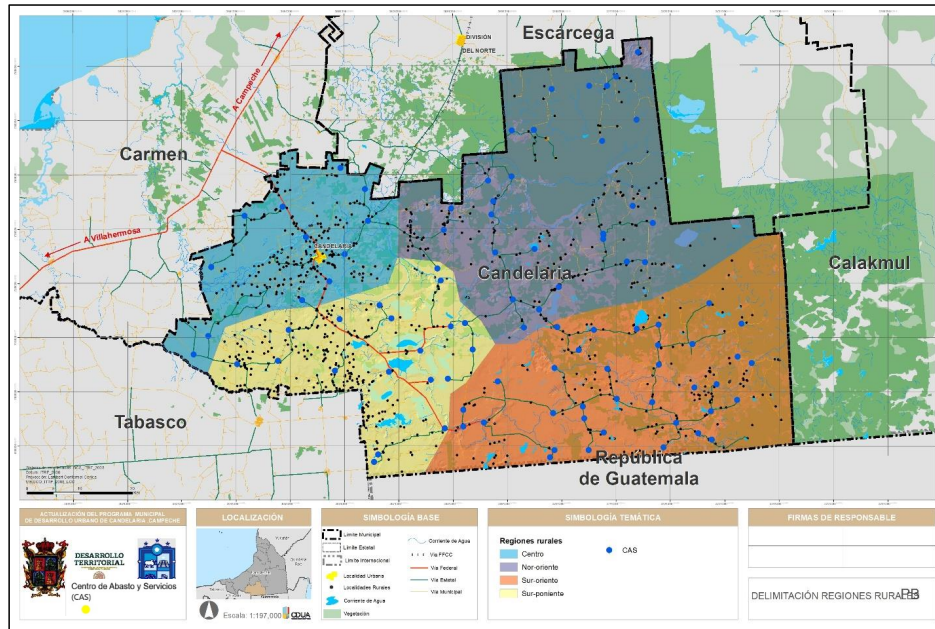 Escárcega
DIVISIÓN
DEL NORTE
A Campeche
Carmen
A Villahermosa
CANDELARIA
Candelaria
Calakmul
Tabasco
República
de Guatemala
ACTUALIZACIÓN DEL PROGRAMA MUNICIPAL
DE DESARROLLO URBANO DE CANDELARIA, CAMPECHE
DESARROLLO
TERRITORIAL
Centro de Abasto y Servicios
(CAS)
LOCALIZACIÓN
Escala: 1:197,000
CDUA
SIMBOLOGÍA BASE
Límite Municipal
Límite Estatal
Límite Internacional
Localidad Urbana
Localidades Rurales
Corriente de Agua
Vegetación
Corriente de Agua
Vía FFCC
Vía Federal
Vía Estatal
Vía Municipal
SIMBOLOGÍA TEMÁTICA
Regiones rurales
Centro
Nor-oriente
Sur-oriente
Sur-poniente
CAS
FIRMAS DE RESPONSABLE
DELIMITACIÓN REGIONES RURALES